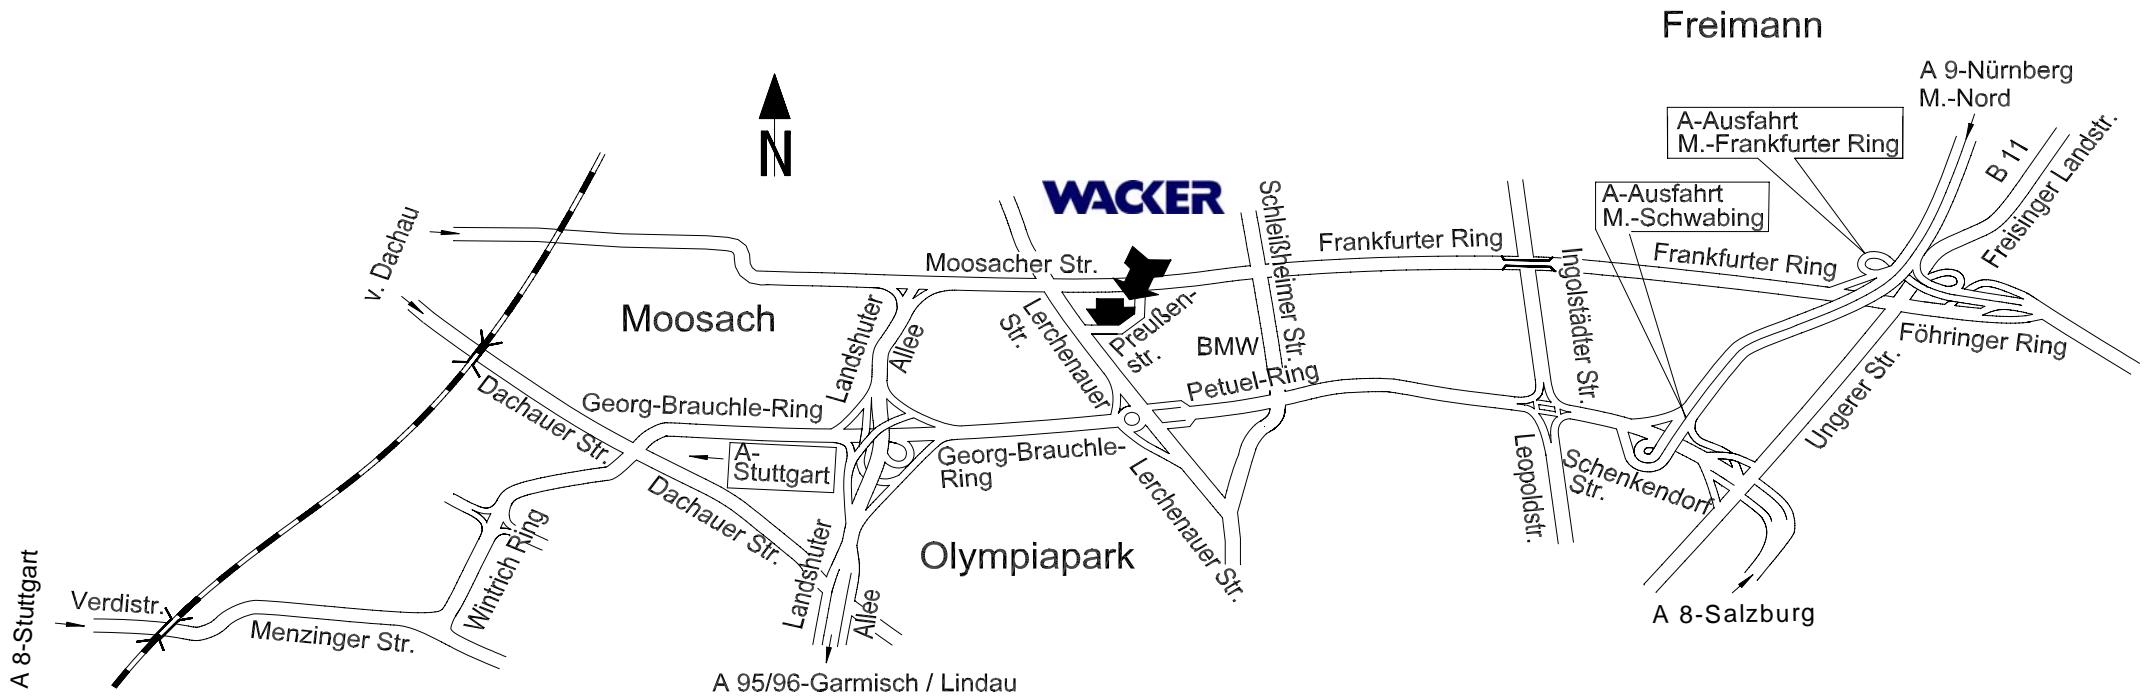 Freimann
A 9-Nürnberg
M.-Nord
A-Ausfahrt
M.-Frankfurter Ring
B 11
Freisinger Landstr.
A-Ausfahrt
M.-Schwabing
N
WACKER
v. Dachau
Schleißheimer Str.
Frankfurter Ring
Ingolstädter Str.
Frankfurter Ring
Moosacher Str.
Moosach
Landshuter
Allee
Lerchenauer
Str.
Preußen-
str.
BMW
Föhringer Ring
Petuel-Ring
Dachauer Str.
Georg-Brauchle-Ring
Ungerer Str.
A-
Stuttgart
Georg-Brauchle-
Ring
Lerchenauer Str.
Leopoldstr.
Schenkendorf
Str.
Dachauer Str.
Wintrich Ring
Landshuter
Allee
Olympiapark
A 8-Stuttgart
Verdistr.
Menzinger Str.
A 8-Salzburg
A 95/96-Garmisch / Lindau